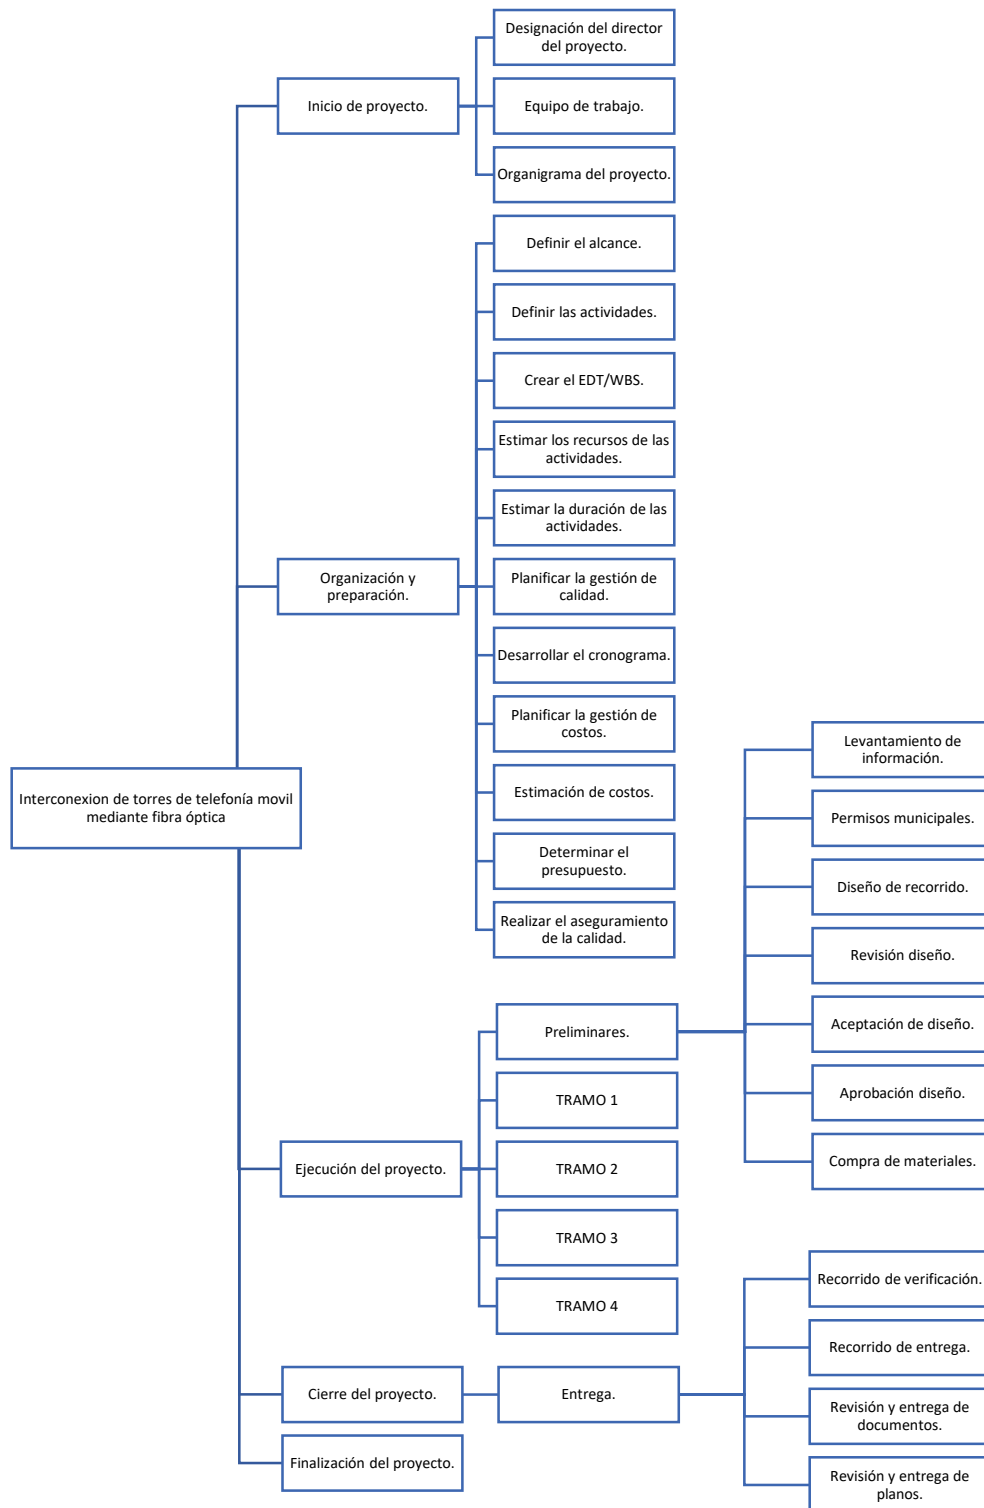 Designación del director
del proyecto.
Inicio de proyecto.
Equipo de trabajo.
Organigrama del proyecto.
Definir el alcance.
Definir las actividades.
Crear el EDT/WBS.
Estimar los recursos de las
actividades.
Estimar la duración de las
actividades.
Organización y
preparación.
Planificar la gestión de
calidad.
Desarrollar el cronograma.
Planificar la gestión de
costos.
Estimación de costos.
Determinar el
presupuesto.
Realizar el aseguramiento
de la calidad.
Interconexion de torres de telefonía movil
mediante fibra óptica
Levantamiento de
información.
Permisos municipales.
Diseño de recorrido.
Revisión diseño.
Aceptación de diseño.
Aprobación diseño.
Compra de materiales.
Preliminares.
TRAMO 1
Ejecución del proyecto.
TRAMO 2
TRAMO 3
TRAMO 4
Recorrido de verificación.
Recorrido de entrega.
Cierre del proyecto.
Entrega.
Revisión y entrega de
documentos.
Finalización del proyecto.
Revisión y entrega de
planos.